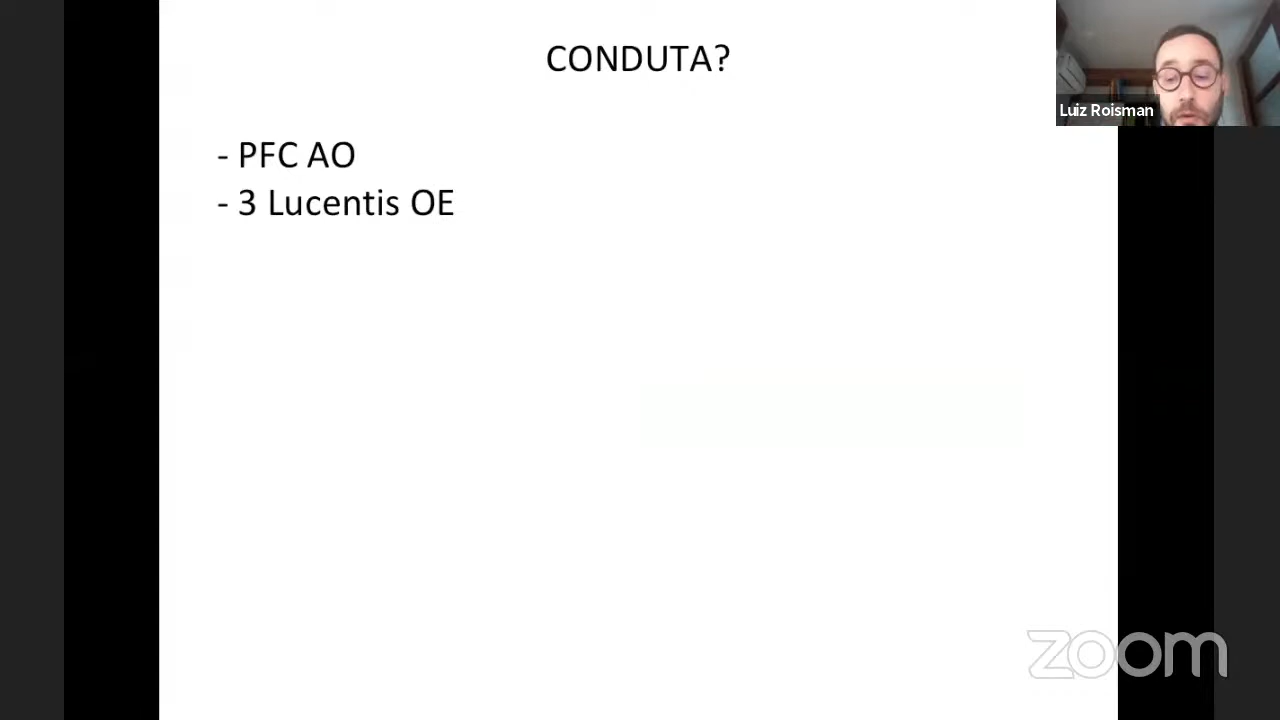 CONDUTA?
Luiz Roisman
- PFC AO
- 3 Lucentis OE
zoom